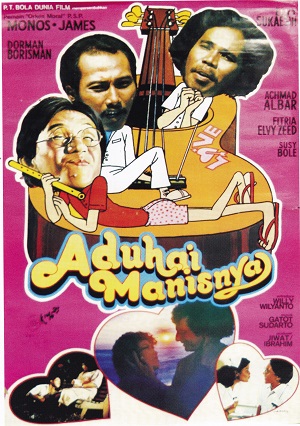 P.T. BOLA DUNIA FILM
MONOS-JAMES
DORMAN
BORISMAN
ACHMAD
ALBAR
FITRIA
ELVY ZEED
SUSY
BOLE
Aduhai
Manisnya
WILLY
WILYANTO
GATOT
SUDARTO
JIWAT/
IBRAHIM